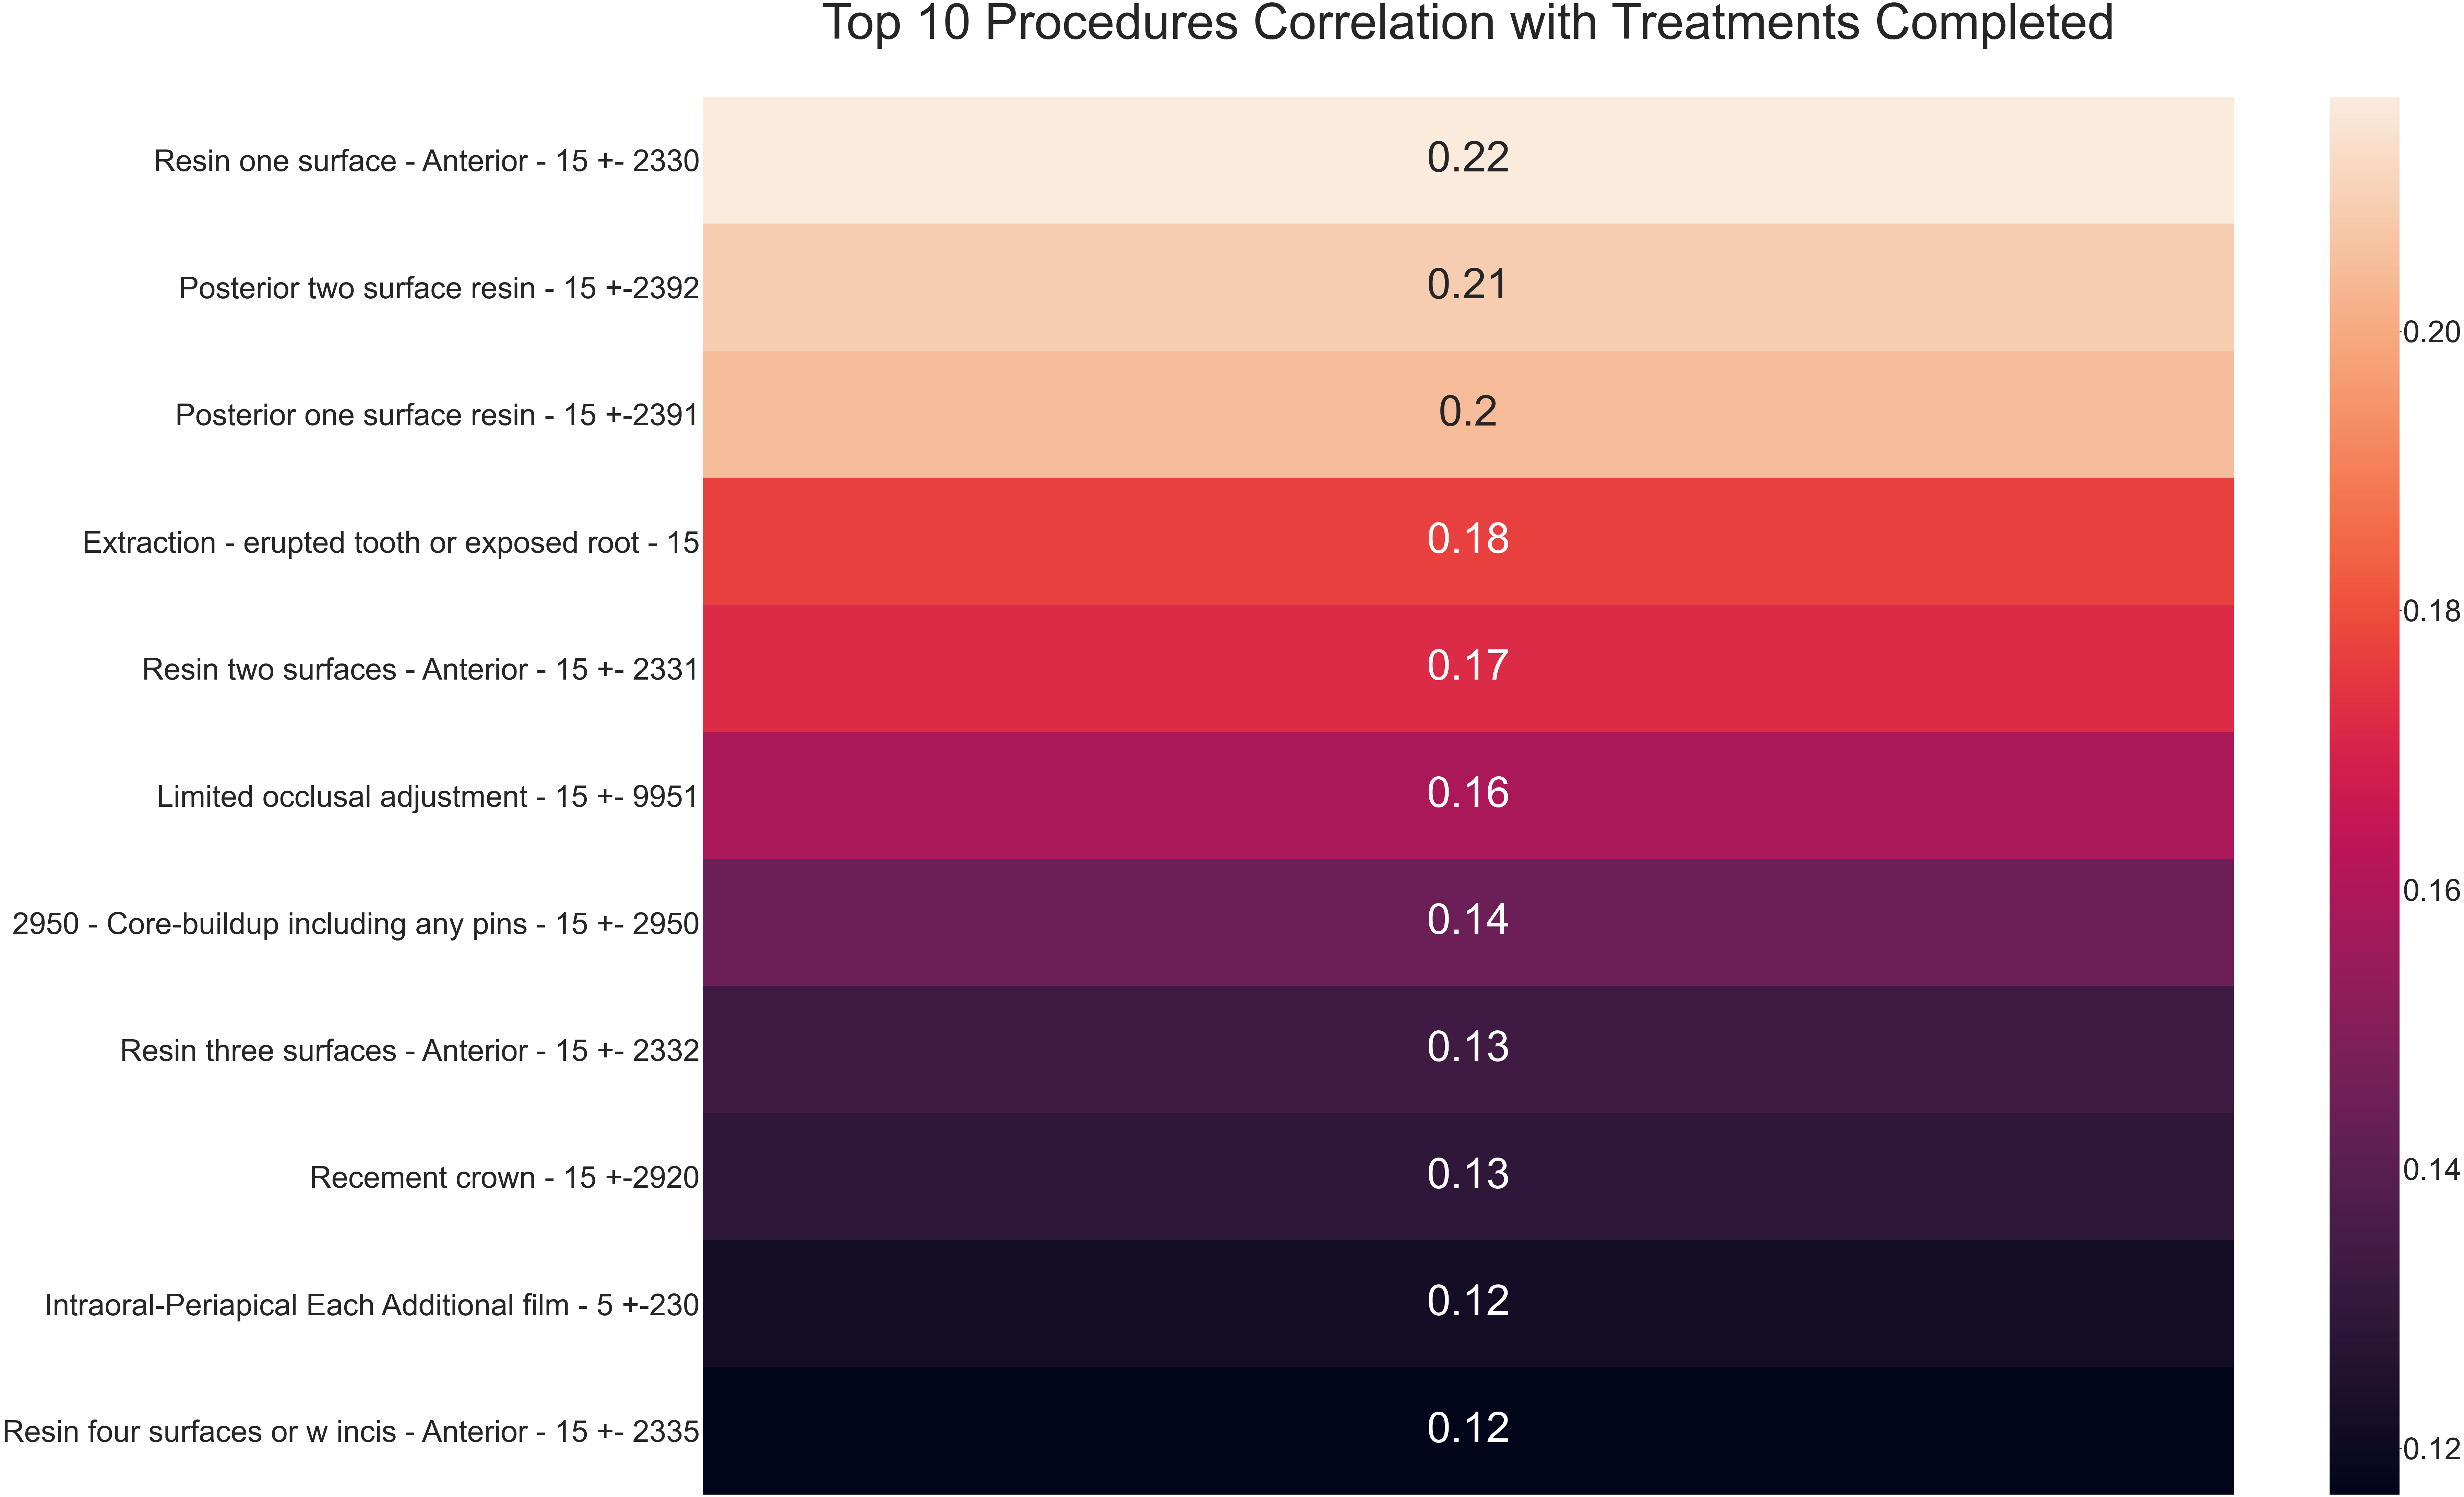 Top 10 Procedures Correlation with Treatments Completed
Resin one surface - Anterior - 15 +- 2330
0.22
Posterior two surface resin - 15 +-2392
0.21
0.20
Posterior one surface resin - 15 +-2391
0.2
Extraction - erupted tooth or exposed root - 15
0.18
0.18
Resin two surfaces - Anterior - 15 +- 2331
0.17
Limited occlusal adjustment - 15 +- 9951
0.16
0.16
2950 - Core-buildup including any pins - 15 +- 2950
0.14
Resin three surfaces - Anterior - 15 +- 2332
0.13
Recement crown - 15 +-2920
0.13
0.14
Intraoral-Periapical Each Additional film - 5 +-230
0.12
Resin four surfaces or w incis - Anterior - 15 +- 2335
0.12
0.12